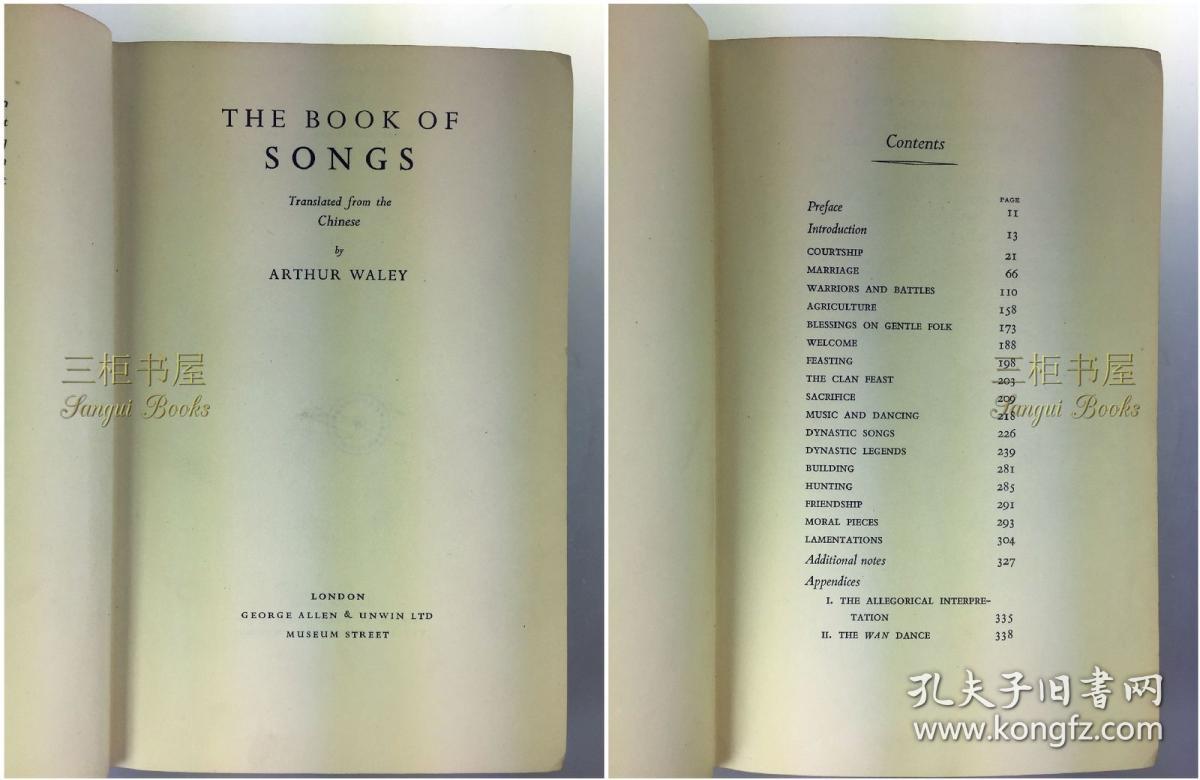 THE BOOK OF
SONGS
Translated from the
Chinese
by
ARTHUR WALEY
三柜书屋
Sangui Books
LONDON
GEORGE ALLEN & UNWIN LTD
MUSEUM STREET
Contents
PAGE
Preface 11
Introduction 13
COURTSHIP 21
MARRIAGE 66
WARRIORS AND BATTLES 110
AGRICULTURE 158
BLESSINGS ON GENTLE FOLK 173
WELCOME 188
FEASTING 198
THE CLAN FEAST 203
SACRIFICE 209
MUSIC AND DANCING 218
DYNASTIC SONGS 226
DYNASTIC LEGENDS 239
BUILDING 281
HUNTING 285
FRIENDSHIP 291
MORAL PIECES 293
LAMENTATIONS 304
Additional notes 327
Appendices
I. THE ALLEGORICAL INTERPRE-
TATION 335
II. THE WAN DANCE 338
三柜书屋
Sangui Books
孔夫子旧书网
www.kongfz.com